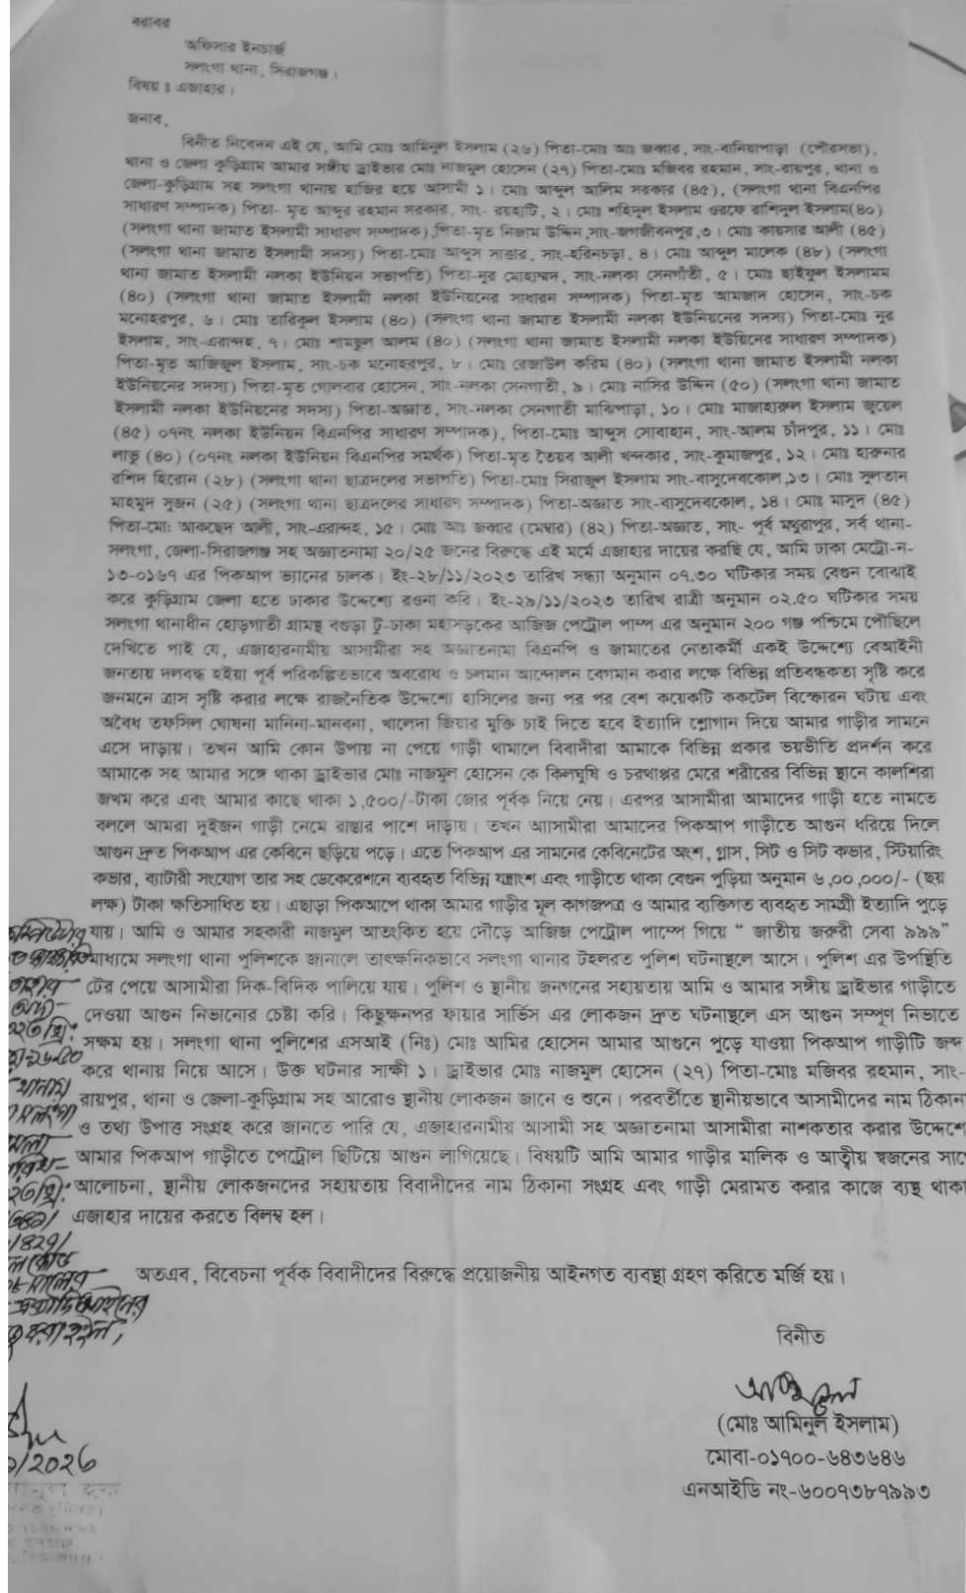 বরাবর
অফিসার ইনচার্জ
সলংগা থানা, সিরাজগঞ্জ।
বিষয় ঃ এজাহার।
জনাব,
বিনীত নিবেদন এই যে, আমি মোঃ আমিনুল ইসলাম (২৬) পিতা-মোঃ আঃ জব্বার, সাং-বানিয়াপাড়া (পৌরসভা),
থানা ও জেলা কুড়িগ্রাম আমার সঙ্গীয় ড্রাইভার মোঃ নাজমুল হোসেন (২৭) পিতা-মোঃ মজিবর রহমান, সাং-রায়পুর, থানা ও
জেলা-কুড়িগ্রাম সহ সলংগা থানায় হাজির হয়ে আসামী ১। মোঃ আব্দুল আলিম সরকার (৪৫), (সলংগা থানা বিএনপির
সাধারণ সম্পাদক) পিতা- মৃত আব্দুর রহমান সরকার, সাং- রয়হাটি, ২। মোঃ শহিদুল ইসলাম ওরফে রাশিদুল ইসলাম(৪০)
(সলংগা থানা জামাত ইসলামী সাধারণ সম্পাদক),পিতা-মৃত নিজাম উদ্দিন,সাং-জগজীবনপুর,৩। মোঃ কায়সার আলী (৪৫)
(সলংগা থানা জামাত ইসলামী সদস্য) পিতা-মোঃ আব্দুস সাত্তার, সাং-হরিনচড়া, ৪। মোঃ আব্দুল মালেক (৪৮) (সলংগা
থানা জামাত ইসলামী নলকা ইউনিয়ন সভাপতি) পিতা-নুর মোহাম্মদ, সাং-নলকা সেনগাঁতী, ৫। মোঃ ছাইফুল ইসলামম
(৪০) (সলংগা থানা জামাত ইসলামী নলকা ইউনিয়নের সাধারন সম্পাদক) পিতা-মৃত আমজাদ হোসেন, সাং-চক
মনোহরপুর, ৬। মোঃ তারিকুল ইসলাম (৪০) (সলংগা থানা জামাত ইসলামী নলকা ইউনিয়নের সদস্য) পিতা-মোঃ নুর
ইসলাম, সাং-এরান্দহ, ৭। মোঃ শামছুল আলম (৪০) (সলংগা থানা জামাত ইসলামী নলকা ইউয়িনের সাধারণ সম্পাদক)
পিতা-মৃত আজিজুল ইসলাম, সাং-চক মনোহরপুর, ৮। মোঃ রেজাউল করিম (৪০) (সলংগা থানা জামাত ইসলামী নলকা
ইউনিয়নের সদস্য) পিতা-মৃত গোলবার হোসেন, সাং-নলকা সেনগাতী, ৯। মোঃ নাসির উদ্দিন (৫০) (সলংগা থানা জামাত
ইসলামী নলকা ইউনিয়নের সদস্য) পিতা-অজ্ঞাত, সাং-নলকা সেনগাতী মাঝিপাড়া, ১০। মোঃ মাজাহারুল ইসলাম জুয়েল
(৪৫) ০৭নং নলকা ইউনিয়ন বিএনপির সাধারণ সম্পাদক), পিতা-মোঃ আব্দুস সোবাহান, সাং-আলম চাঁদপুর, ১১। মোঃ
লাভু (৪০) (০৭নং নলকা ইউনিয়ন বিএনপির সমর্থক) পিতা-মৃত তৈয়ব আলী খন্দকার, সাং-কুমাজপুর, ১২। মোঃ হারুনার
রশিদ হিরোন (২৮) (সলংগা থানা ছাত্রদলের সভাপতি) পিতা-মোঃ সিরাজুল ইসলাম সাং-বাসুদেবকোল,১৩। মোঃ সুলতান
মাহমুদ সুজন (২৫) (সলংগা থানা ছাত্রদলের সাধারণ সম্পাদক) পিতা-অজ্ঞাত সাং-বাসুদেবকোল, ১৪। মোঃ মাসুদ (৪৫)
পিতা-মো: আকছেদ আলী, সাং-এরান্দহ, ১৫। মোঃ আঃ জব্বার (মেম্বার) (৪২) পিতা-অজ্ঞাত, সাং- পূর্ব মথুরাপুর, সর্ব থানা-
সলংগা, জেলা-সিরাজগঞ্জ সহ অজ্ঞাতনামা ২০/২৫ জনের বিরুদ্ধে এই মর্মে এজাহার দায়ের করছি যে, আমি ঢাকা মেট্রো-ন-
১৩-০১৬৭ এর পিকআপ ভ্যানের চালক। ইং-২৮/১১/২০২৩ তারিখ সন্ধ্যা অনুমান ০৭.৩০ ঘটিকার সময় বেগুন বোঝাই
করে কুড়িগ্রাম জেলা হতে ঢাকার উদ্দেশ্যে রওনা করি। ইং-২৯/১১/২০২৩ তারিখ রাত্রী অনুমান ০২.৫০ ঘটিকার সময়
সলংগা থানাধীন হোড়গাতী গ্রামস্থ বগুড়া টু-ঢাকা মহাসড়কের আজিজ পেট্রোল পাম্প এর অনুমান ২০০ গজ পশ্চিমে পৌছিলে
দেখিতে পাই যে, এজাহারনামীয় আসামীরা সহ অজ্ঞাতনামা বিএনপি ও জামাতের নেতাকর্মী একই উদ্দেশ্যে বেআইনী
জনতায় দলবদ্ধ হইয়া পূর্ব পরিকল্পিতভাবে অবরোধ ও চলমান আন্দোলন বেগমান করার লক্ষে বিভিন্ন প্রতিবন্ধকতা সৃষ্টি করে
জনমনে ত্রাস সৃষ্টি করার লক্ষে রাজনৈতিক উদ্দেশ্যে হাসিলের জন্য পর পর বেশ কয়েকটি ককটেল বিস্ফোরন ঘটায় এবং
অবৈধ তফসিল ঘোষনা মানিনা-মানবনা, খালেদা জিয়ার মুক্তি চাই দিতে হবে ইত্যাদি শ্লোগান দিয়ে আমার গাড়ীর সামনে
এসে দাড়ায়। তখন আমি কোন উপায় না পেয়ে গাড়ী থামালে বিবাদীরা আমাকে বিভিন্ন প্রকার ভয়ভীতি প্রদর্শন করে
আমাকে সহ আমার সঙ্গে থাকা ড্রাইভার মোঃ নাজমুল হোসেন কে কিলঘুষি ও চরথাপ্পর মেরে শরীরের বিভিন্ন স্থানে কালশিরা
জখম করে এবং আমার কাছে থাকা ১,৫০০/-টাকা জোর পূর্বক নিয়ে নেয়। এরপর আসামীরা আমাদের গাড়ী হতে নামতে
বললে আমরা দুইজন গাড়ী নেমে রাস্তার পাশে দাড়ায়। তখন আাসামীরা আমাদের পিকআপ গাড়ীতে আগুন ধরিয়ে দিলে
আগুন দ্রুত পিকআপ এর কেবিনে ছড়িয়ে পড়ে। এতে পিকআপ এর সামনের কেবিনেটের অংশ, গ্লাস, সিট ও সিট কভার, স্টিয়ারিং
কভার, ব্যাটারী সংযোগ তার সহ ডেকেরেশনে ব্যবহৃত বিভিন্ন যন্ত্রাংশ এবং গাড়ীতে থাকা বেগুন পুড়িয়া অনুমান ৬,০০,০০০/- (ছয়
লক্ষ) টাকা ক্ষতিসাধিত হয়। এছাড়া পিকআপে থাকা আমার গাড়ীর মূল কাগজপত্র ও আমার ব্যক্তিগত ব্যবহৃত সামগ্রী ইত্যাদি পুড়ে
যায়। আমি ও আমার সহকারী নাজমুল আতংকিত হয়ে দৌড়ে আজিজ পেট্রোল পাম্পে গিয়ে “ জাতীয় জরুরী সেবা ৯৯৯”
মাধ্যমে সলংগা থানা পুলিশকে জানালে তাৎক্ষনিকভাবে সলংগা থানার টহলরত পুলিশ ঘটনাস্থলে আসে। পুলিশ এর উপস্থিতি
টের পেয়ে আসামীরা দিক-বিদিক পালিয়ে যায়। পুলিশ ও স্থানীয় জনগনের সহায়তায় আমি ও আমার সঙ্গীয় ড্রাইভার গাড়ীতে
দেওয়া আগুন নিভানোর চেষ্টা করি। কিছুক্ষনপর ফায়ার সার্ভিস এর লোকজন দ্রুত ঘটনাস্থলে এস আগুন সম্পূণ নিভাতে
সক্ষম হয়। সলংগা থানা পুলিশের এসআই (নিঃ) মোঃ আমির হোসেন আমার আগুনে পুড়ে যাওয়া পিকআপ গাড়ীটি জব্দ
করে থানায় নিয়ে আসে। উক্ত ঘটনার সাক্ষী ১। ড্রাইভার মোঃ নাজমুল হোসেন (২৭) পিতা-মোঃ মজিবর রহমান, সাং-
রায়পুর, থানা ও জেলা-কুড়িগ্রাম সহ আরোও স্থানীয় লোকজন জানে ও শুনে। পরবর্তীতে স্থানীয়ভাবে আসামীদের নাম ঠিকানা
ও তথ্য উপাত্ত সংগ্রহ করে জানতে পারি যে, এজাহারনামীয় আসামী সহ অজ্ঞাতনামা আসামীরা নাশকতার করার উদ্দেশে
আমার পিকআপ গাড়ীতে পেট্রোল ছিটিয়ে আগুন লাগিয়েছে। বিষয়টি আমি আমার গাড়ীর মালিক ও আত্বীয় স্বজনের সাথে
আলোচনা, স্থানীয় লোকজনদের সহায়তায় বিবাদীদের নাম ঠিকানা সংগ্রহ এবং গাড়ী মেরামত করার কাজে ব্যস্থ থাকা
এজাহার দায়ের করতে বিলম্ব হল।
অতএব, বিবেচনা পূর্বক বিবাদীদের বিরুদ্ধে প্রয়োজনীয় আইনগত ব্যবস্থা গ্রহণ করিতে মর্জি হয়।
বিনীত
(মোঃ আমিনুল ইসলাম)
মোবা-০১৭০০-৬৪৩৬৪৬
এনআইডি নং-৬০০৭৩৮৭৯৯৩